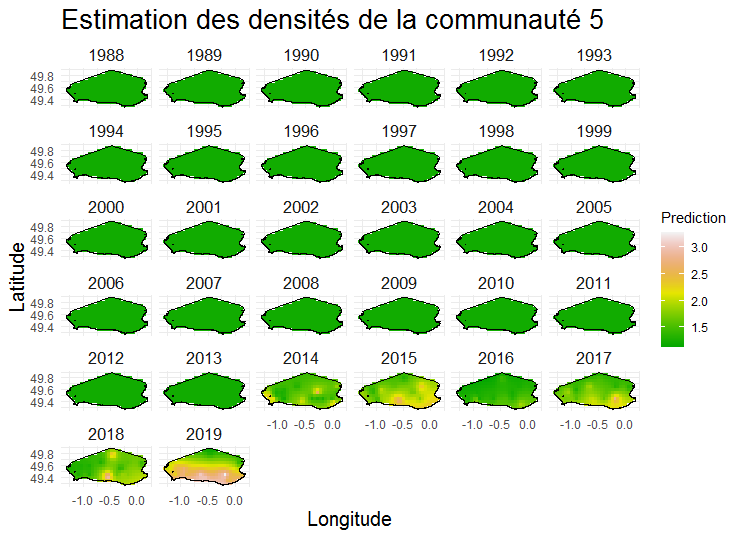 Estimation des densités de la communauté 5
1988 1989 1990 1991 1992 1993
49.8
49.6
49.4
1994 1995 1996 1997 1998 1999
49.8
49.6
49.4
2000 2001 2002 2003 2004 2005
49.8
49.6
49.4
2006 2007 2008 2009 2010 2011
49.8
49.6
49.4
2012 2013 2014 2015 2016 2017
49.8
49.6
49.4
-1.0 -0.5 0.0 -1.0 -0.5 0.0 -1.0 -0.5 0.0 -1.0 -0.5 0.0
2018 2019
49.8
49.6
49.4
-1.0 -0.5 0.0 -1.0 -0.5 0.0
Longitude
Latitude
Prediction
3.0
2.5
2.0
1.5